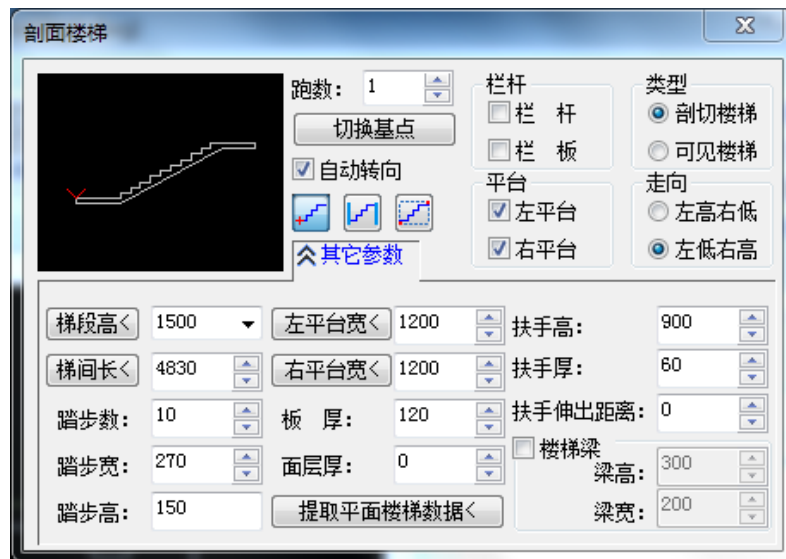 剖面楼梯
跑数： 1
切换基点
自动转向
其它参数
栏杆
栏 杆
栏 板
平台
左平台
右平台
类型
剖切楼梯
可见楼梯
走向
左高右低
左低右高
梯段高< 1500 左平台宽< 1200 扶手高： 900
梯间长< 4830 右平台宽< 1200 扶手厚： 60
踏步数： 10 板 厚： 120 扶手伸出距离： 0
踏步宽： 270 面层厚： 0 楼梯梁
梁高： 300
踏步高： 150 提取平面楼梯数据< 梁宽： 200